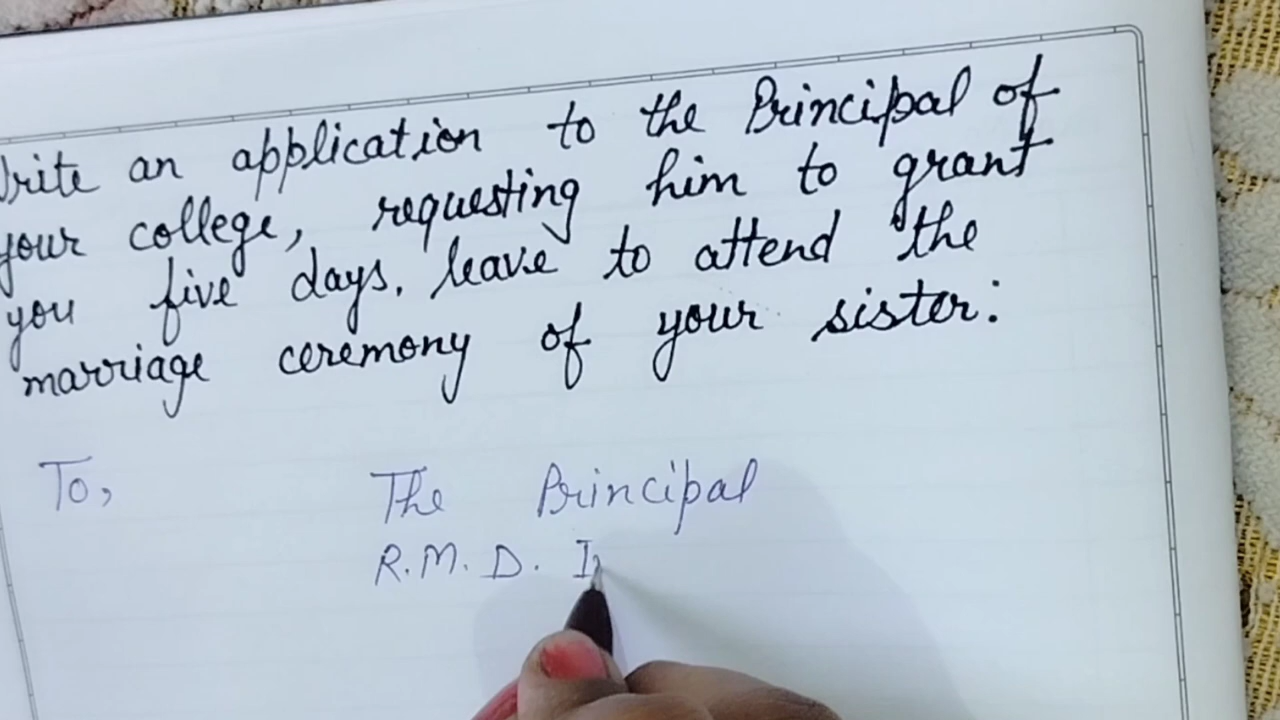 Write an application to the Principal of
your college, requesting him to grant
you five days. leave to attend the
marriage ceremony of your sister:
To, The Principal
R.M.D. In